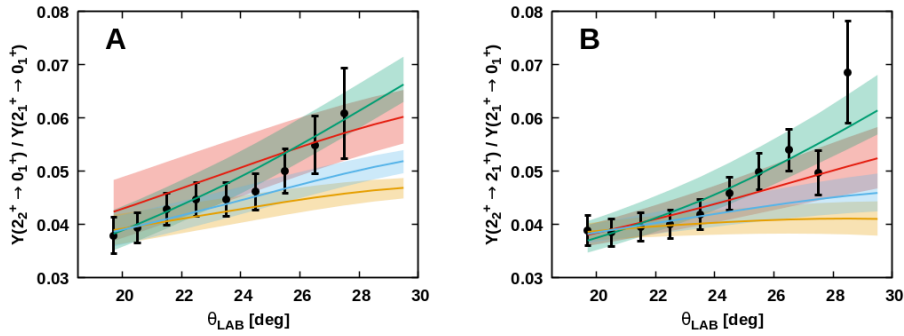 A
Y(2₂⁺ → 0₁⁺) / Y(2₁⁺ → 0₁⁺)
0.08
0.07
0.06
0.05
0.04
0.03
20 22 24 26 28 30
θLAB [deg]
B
Y(2₂⁺ → 2₁⁺) / Y(2₁⁺ → 0₁⁺)
0.08
0.07
0.06
0.05
0.04
0.03
20 22 24 26 28 30
θLAB [deg]